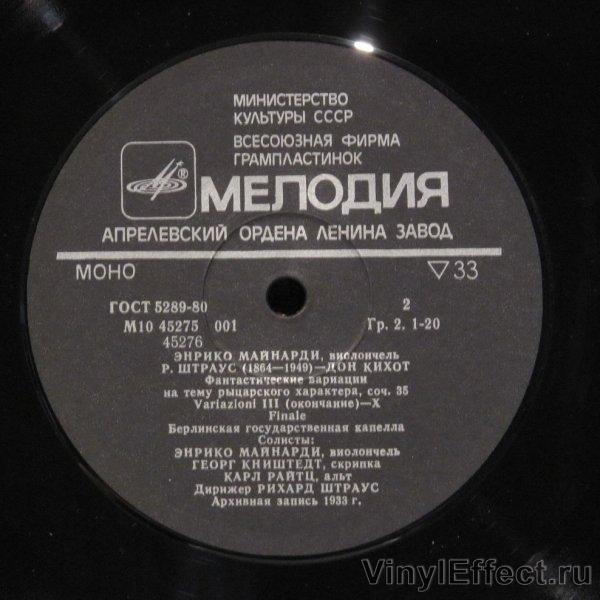 МИНИСТЕРСТВО
КУЛЬТУРЫ СССР
ВСЕСОЮЗНАЯ ФИРМА
ГРАМПЛАСТИНОК
®
МЕЛОДИЯ
АПРЕЛЕВСКИЙ ОРДЕНА ЛЕНИНА ЗАВОД
МОНО ▽33
ГОСТ 5289-80 2
М10 45275 001 Гр. 2. 1-20
45276
ЭНРИКО МАЙНАРДИ, виолончель
Р. ШТРАУС (1864—1949)—ДОН КИХОТ
Фантастические вариации
на тему рыцарского характера, соч. 35
Variazioni III (окончание)—X
Finale
Берлинская государственная капелла
Солисты:
ЭНРИКО МАЙНАРДИ, виолончель
ГЕОРГ КНИШТЕДТ, скрипка
КАРЛ РАЙТЦ, альт
Дирижер РИХАРД ШТРАУС
Архивная запись 1933 г.
VinylEffect.ru